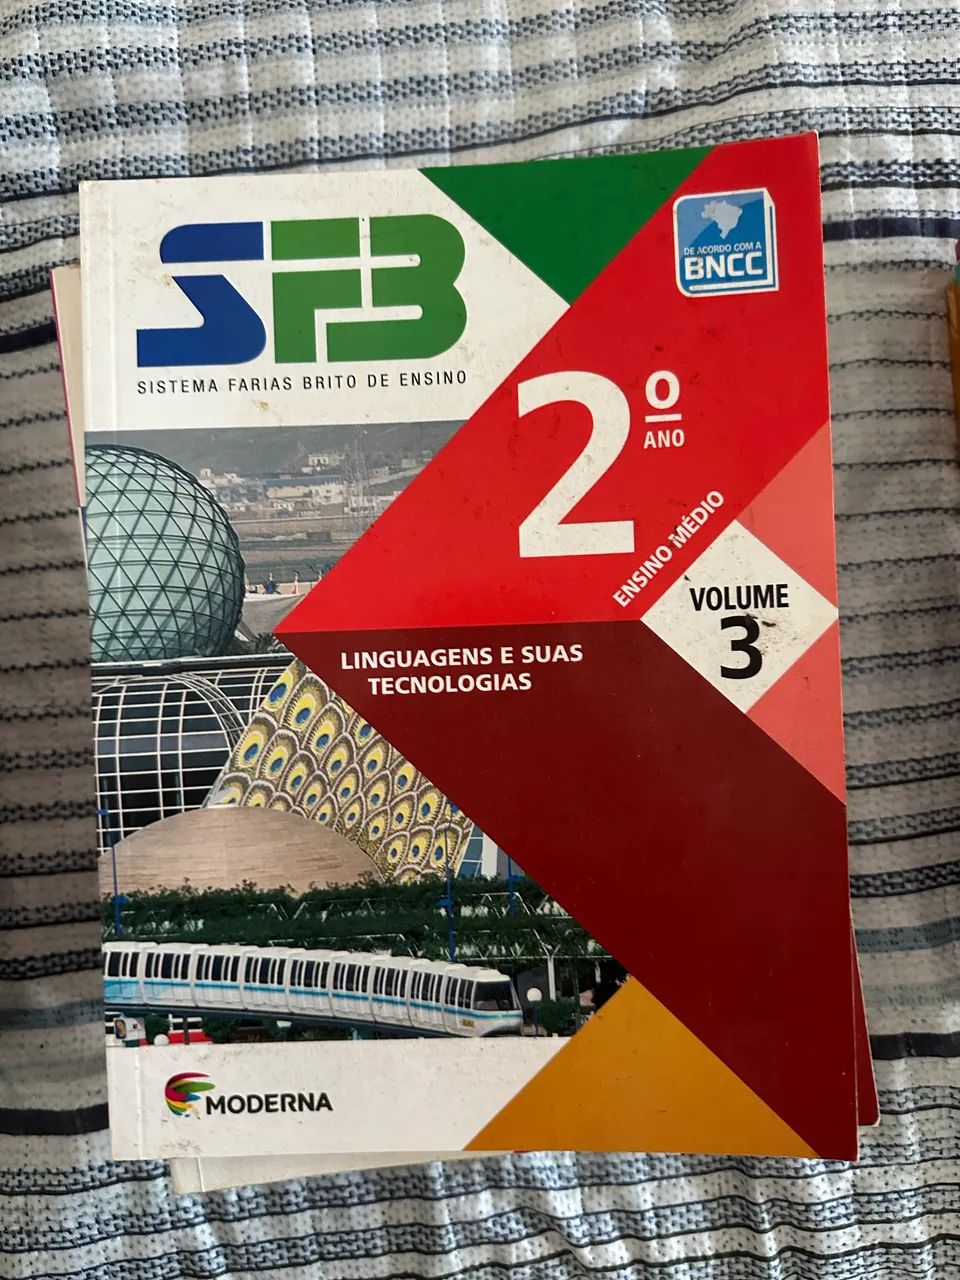 SFB
SISTEMA FARIAS BRITO DE ENSINO
DE ACORDO COM A
BNCC
2º
ANO
ENSINO MÉDIO
VOLUME
3
LINGUAGENS E SUAS
TECNOLOGIAS
MODERNA